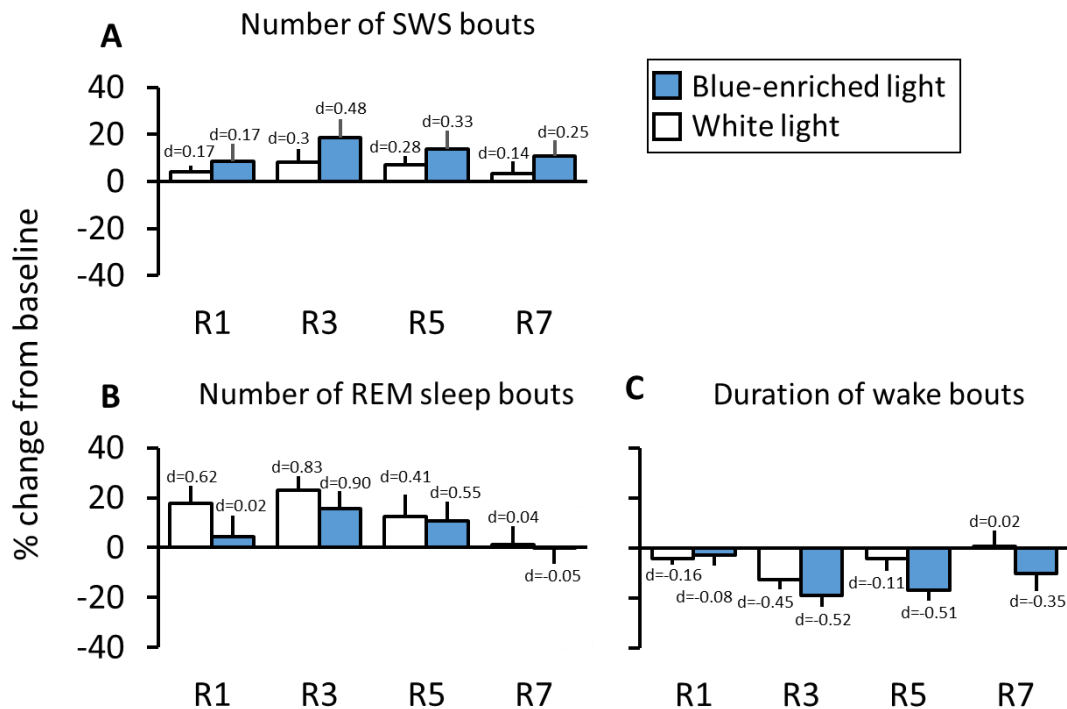 A Number of SWS bouts
Blue-enriched light
White light
% change from baseline
40
20
0
-20
-40
d=0.17
d=0.17
d=0.3
d=0.48
d=0.28
d=0.33
d=0.14
d=0.25
R1 R3 R5 R7
B Number of REM sleep bouts
40
20
0
-20
-40
d=0.62
d=0.02
d=0.83
d=0.90
d=0.41
d=0.55
d=0.04
d=-0.05
R1 R3 R5 R7
C Duration of wake bouts
d=-0.16
d=-0.08
d=-0.45
d=-0.52
d=-0.11
d=-0.51
d=0.02
d=-0.35
R1 R3 R5 R7